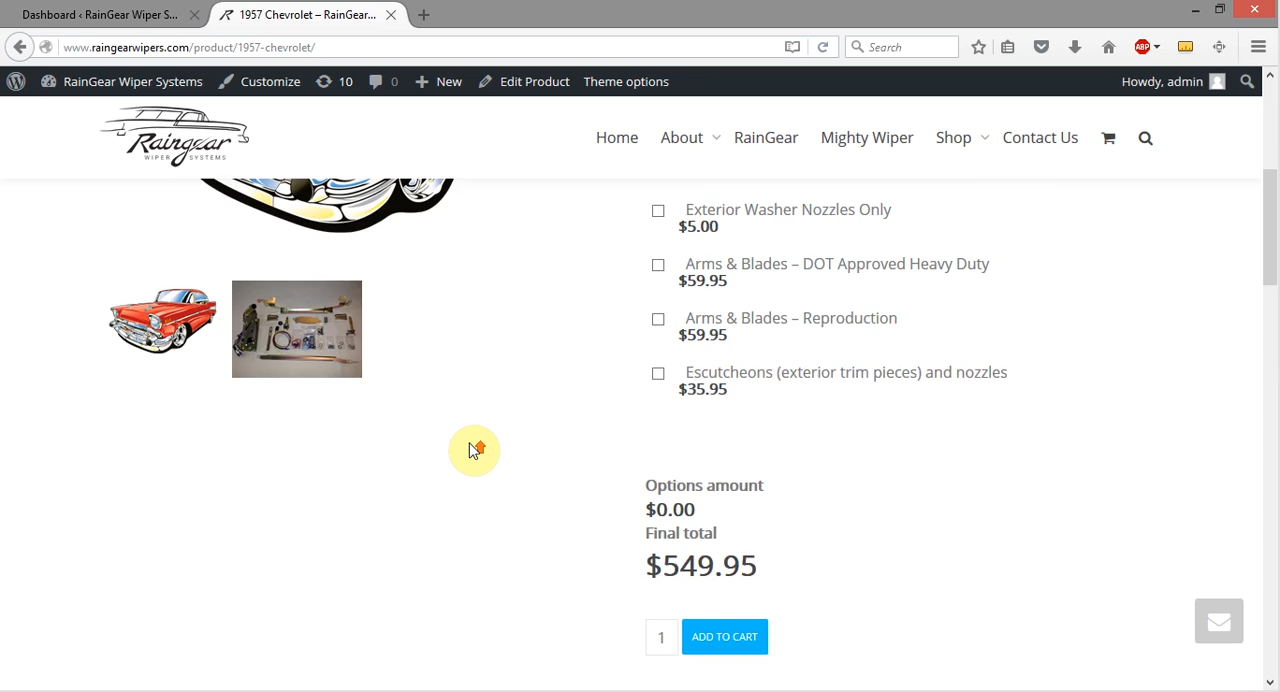 Dashboard ‹ RainGear Wiper S...
1957 Chevrolet – RainGear...
www.raingearwipers.com/product/1957-chevrolet/
Search
ABP
RainGear Wiper Systems
Customize
10
0
New
Edit Product
Theme options
Howdy, admin
Raingear
WIPER SYSTEMS
Home
About
RainGear
Mighty Wiper
Shop
Contact Us
Exterior Washer Nozzles Only
$5.00
Arms & Blades – DOT Approved Heavy Duty
$59.95
Arms & Blades – Reproduction
$59.95
Escutcheons (exterior trim pieces) and nozzles
$35.95
Options amount
$0.00
Final total
$549.95
1
ADD TO CART